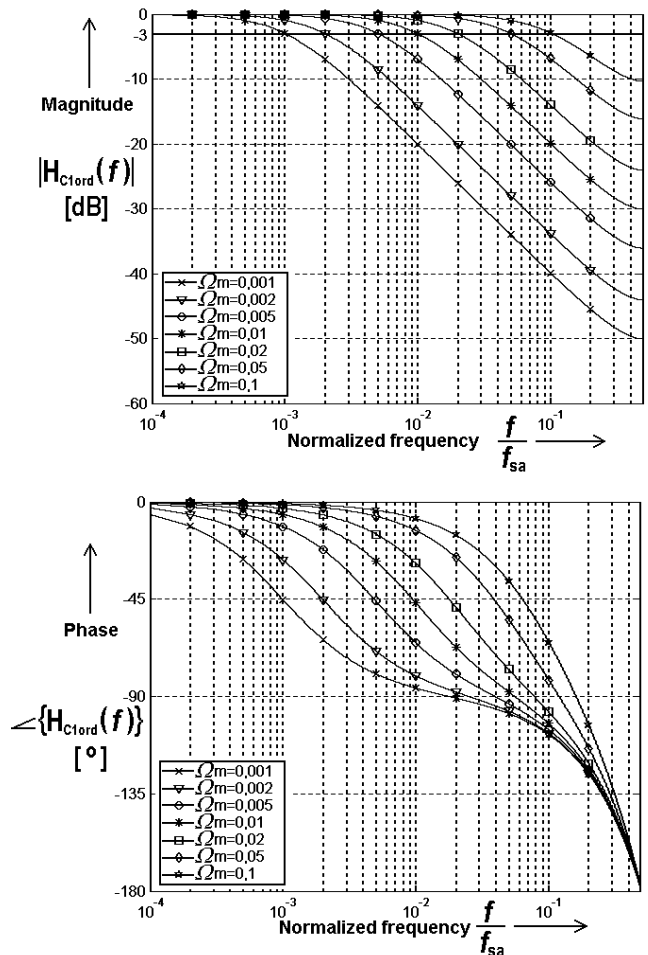 0
-3
-10
-20
-30
-40
-50
-60
Magnitude
|H_C1ord(f)|
[dB]
Ωm=0,001
Ωm=0,002
Ωm=0,005
Ωm=0,01
Ωm=0,02
Ωm=0,05
Ωm=0,1
10^-4 10^-3 10^-2 10^-1
Normalized frequency f/f_sa
0
-45
-90
-135
-180
Phase
∠{H_C1ord(f)}
[º]
Ωm=0,001
Ωm=0,002
Ωm=0,005
Ωm=0,01
Ωm=0,02
Ωm=0,05
Ωm=0,1
10^-4 10^-3 10^-2 10^-1
Normalized frequency f/f_sa